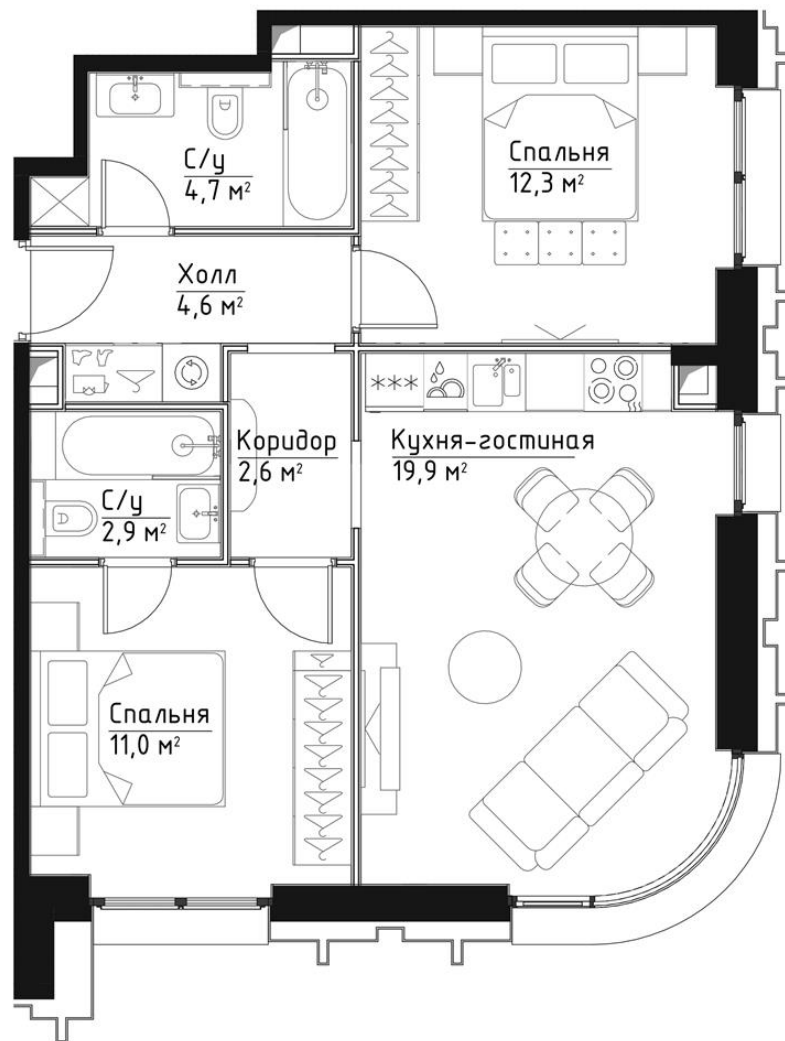 С/у
4,7 м²
Спальня
12,3 м²
Холл
4,6 м²
Коридор
2,6 м²
Кухня-гостиная
19,9 м²
С/у
2,9 м²
Спальня
11,0 м²